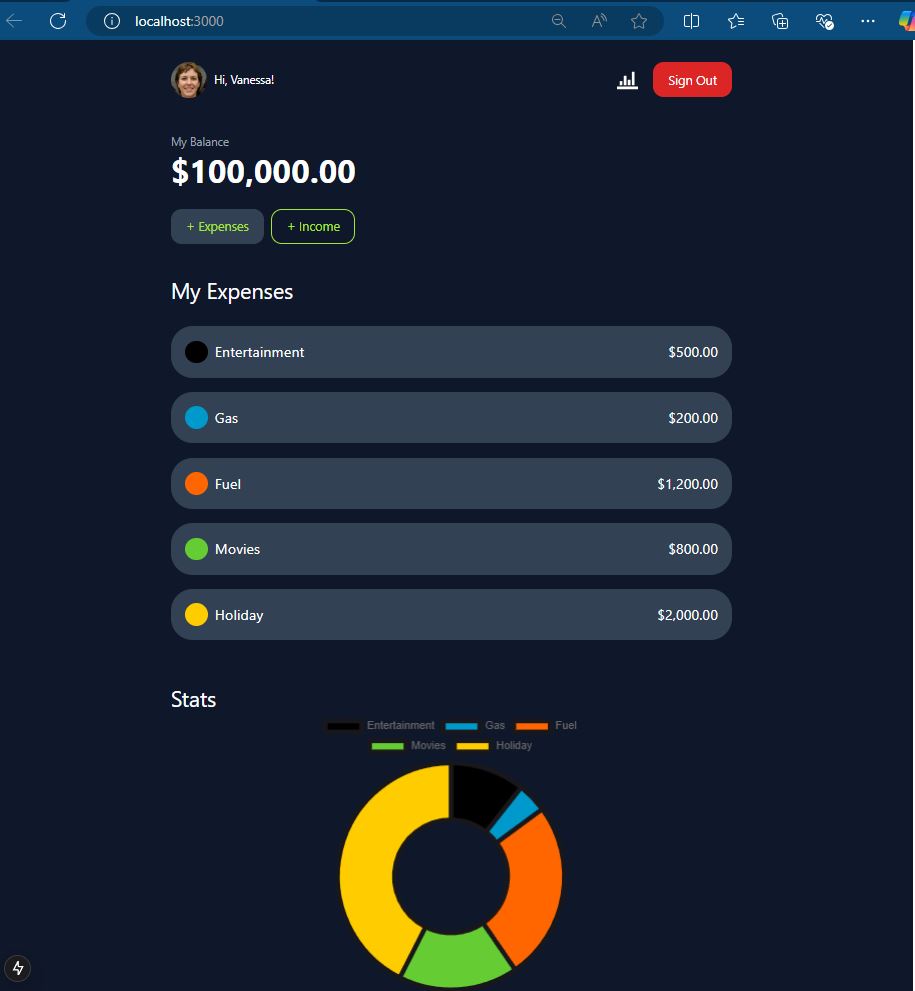 localhost:3000
Hi, Vanessa!
Sign Out
My Balance
$100,000.00
+ Expenses + Income
My Expenses
Entertainment $500.00
Gas $200.00
Fuel $1,200.00
Movies $800.00
Holiday $2,000.00
Stats
Entertainment Gas Fuel
Movies Holiday